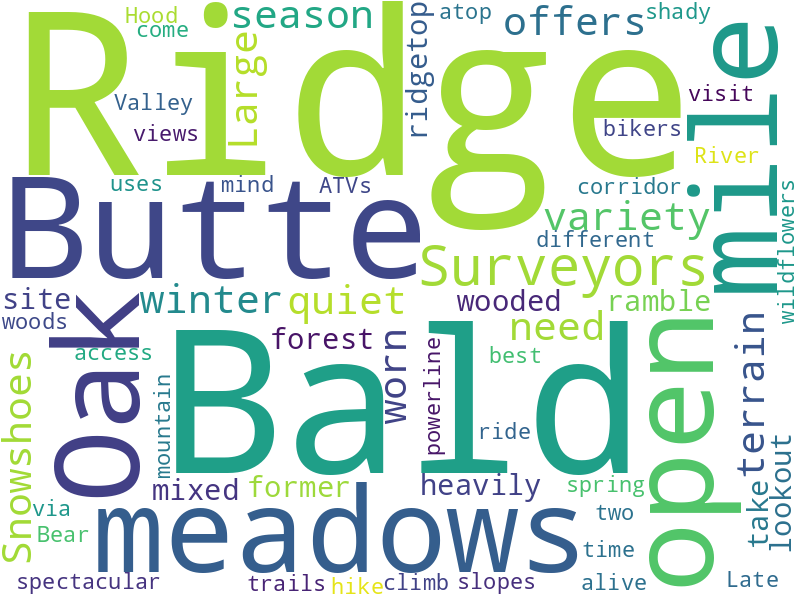 Ridge
Hood
come
season
Large
ridgetop
atop
offers
shady
mile
Valley
views
visit
bikers
River
uses
mind
ATVs
corridor
Butte
variety
different
wildflowers
Surveyors
site
woods
Oak
winter
quiet
wooded
ramble
need
forest
worn
open
access
best
powerline
terrain
Bald
mountain
Snowshoes
ride
lookout
take
mixed
former
heavily
spring
via
Bear
meadows
two
time
spectacular
trails
hike
climb
slopes
alive
Late